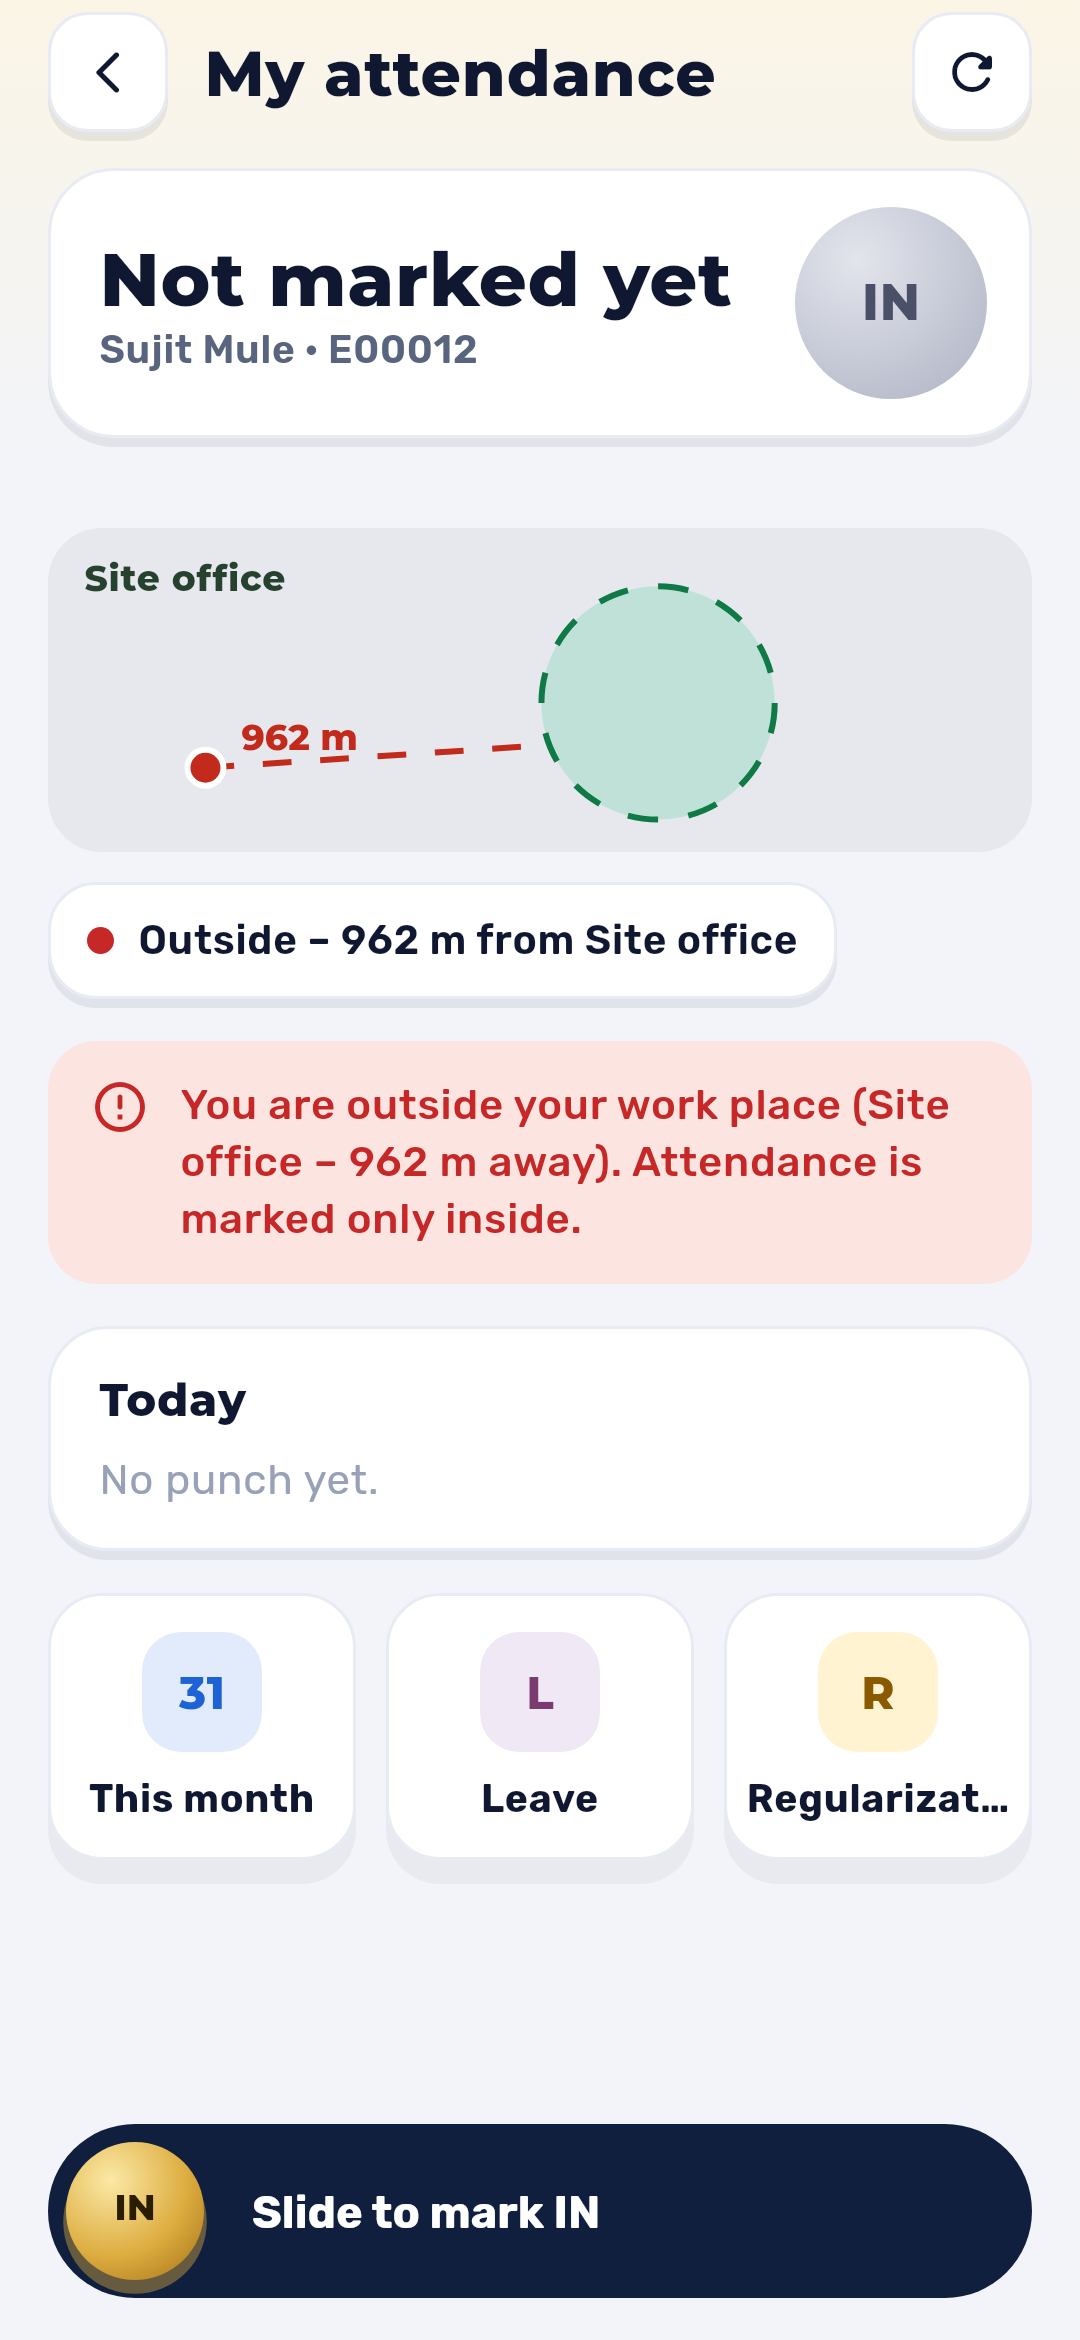 My attendance
Not marked yet
Sujit Mule • E00012
IN
Site office
962 m
Outside – 962 m from Site office
You are outside your work place (Site
office – 962 m away). Attendance is
marked only inside.
Today
No punch yet.
31
L
R
This month
Leave
Regularizat...
IN
Slide to mark IN